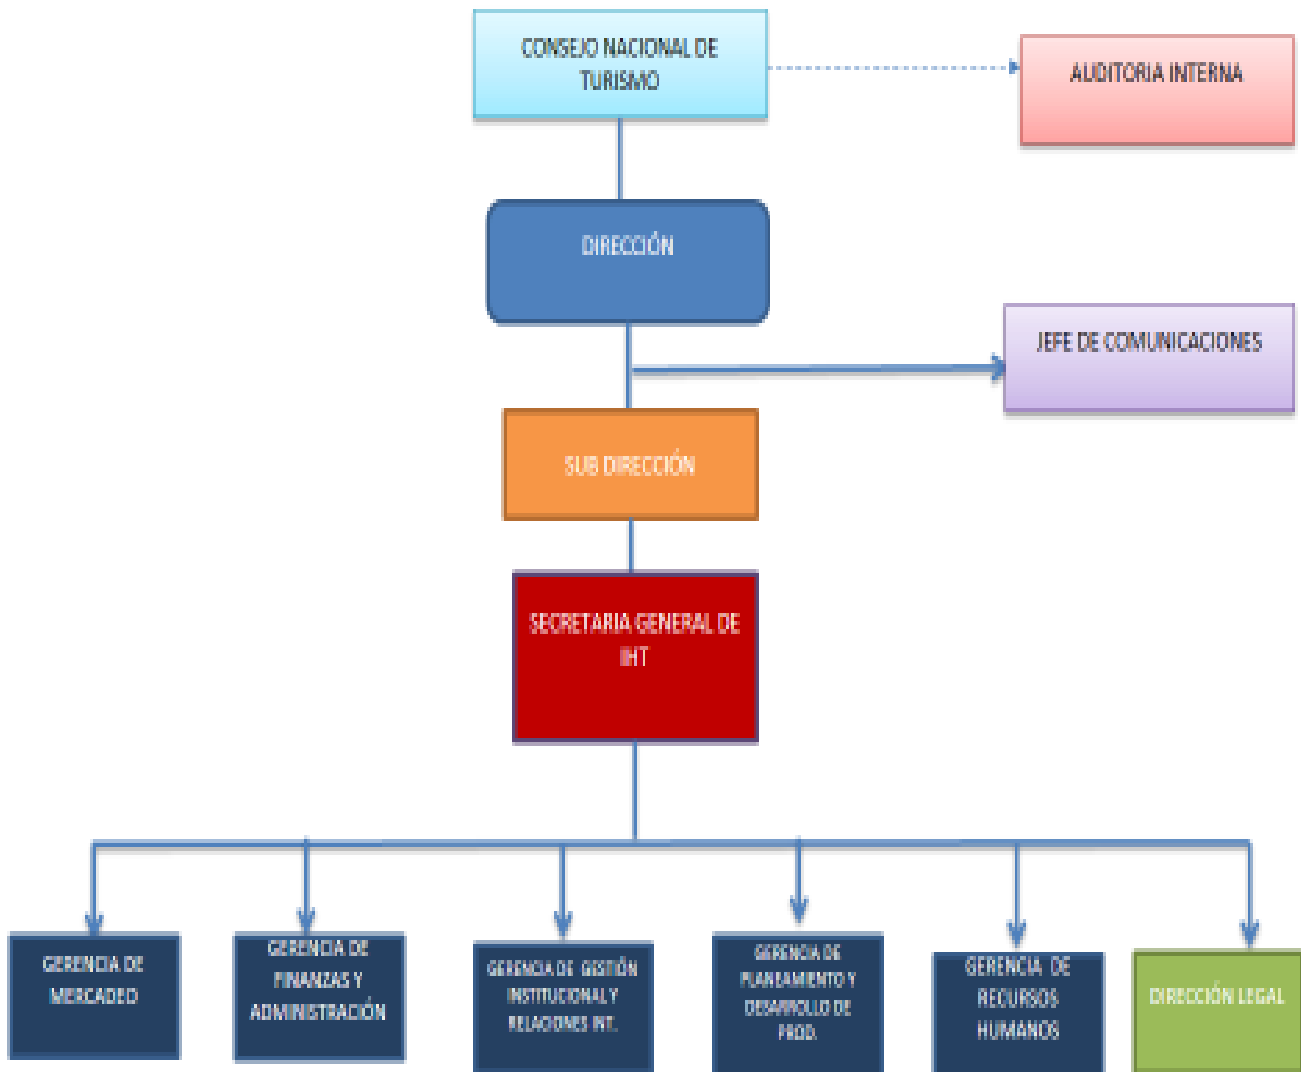 CONSEJO NACIONAL DE
TURISMO
AUDITORIA INTERNA
DIRECCIÓN
JEFE DE COMUNICACIONES
SUB DIRECCIÓN
SECRETARIA GENERAL DE
IHT
GERENCIA DE
MERCADEO
GERENCIA DE
FINANZAS Y
ADMINISTRACIÓN
GERENCIA DE GESTIÓN
INSTITUCIONAL Y
RELACIONES INT.
GERENCIA DE
PLANEAMIENTO Y
DESARROLLO DE
PROD.
GERENCIA DE
RECURSOS
HUMANOS
DIRECCIÓN LEGAL